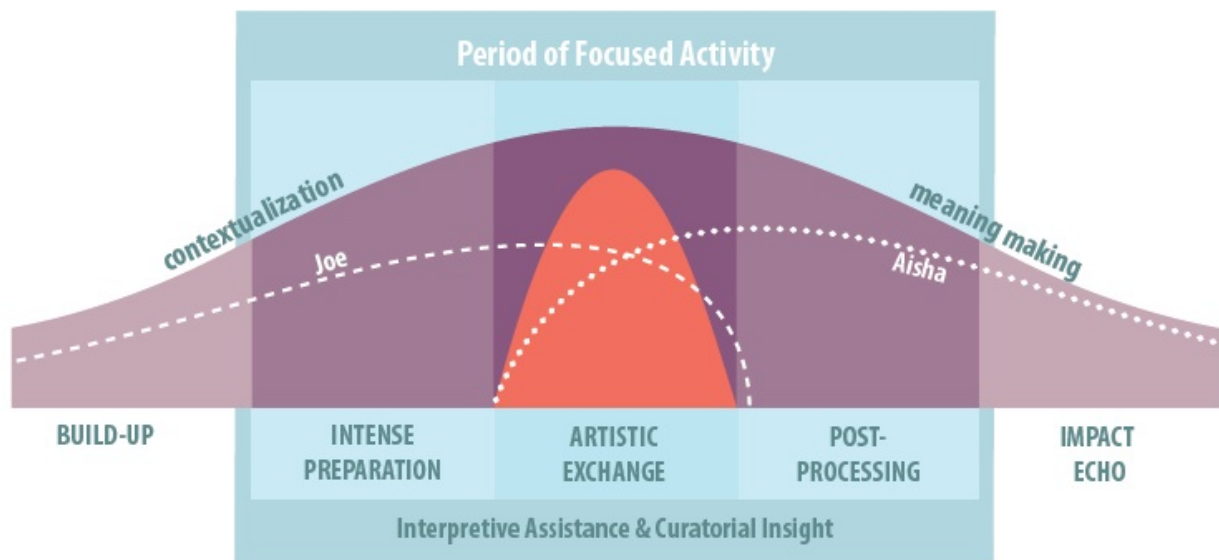 Period of Focused Activity
contextualization
Joe
meaning making
Aisha
BUILD-UP
INTENSE
PREPARATION
ARTISTIC
EXCHANGE
POST-
PROCESSING
IMPACT
ECHO
Interpretive Assistance & Curatorial Insight